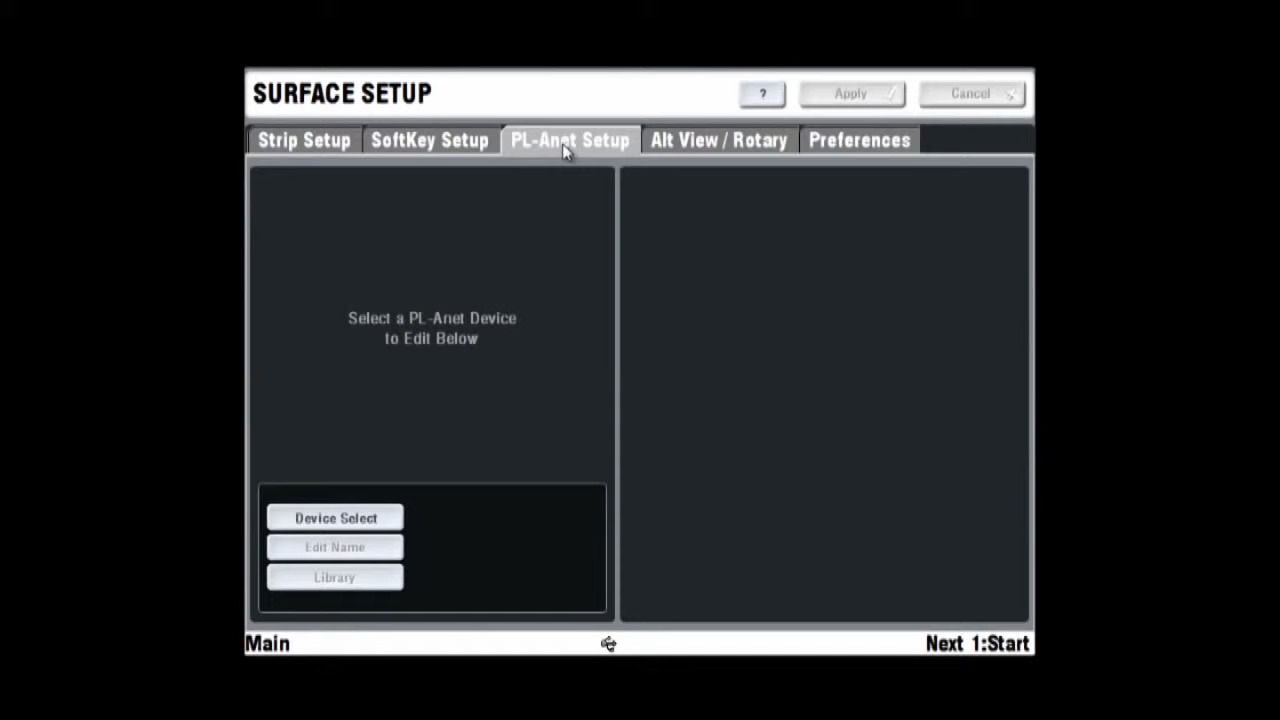 SURFACE SETUP
?
Apply
Cancel
Strip Setup
SoftKey Setup
PL-Anet Setup
Alt View / Rotary
Preferences
Select a PL-Anet Device
to Edit Below
Device Select
Edit Name
Library
Main
Next 1:Start